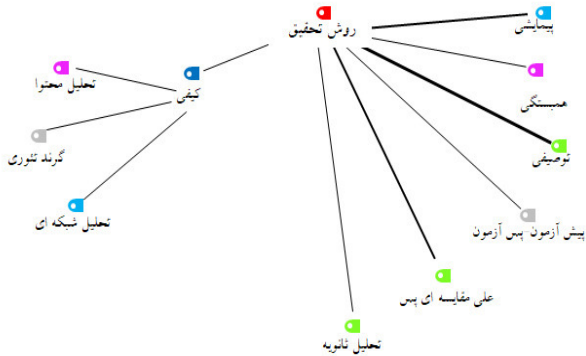 روش تحقیق
پیمایشی
همبستگی
توصیفی
پیش آزمون-پس آزمون
علی مقایسه ای پس
تحلیل ثانویه
کیفی
تحلیل محتوا
گرند تئوری
تحلیل شبکه ای